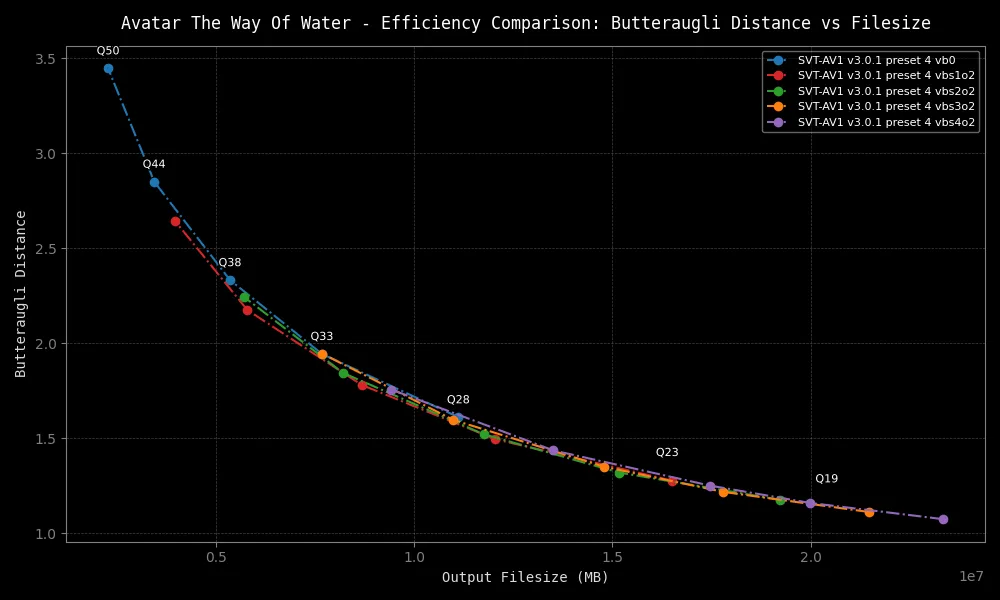 Avatar The Way Of Water - Efficiency Comparison: Butteraugli Distance vs Filesize
SVT-AV1 v3.0.1 preset 4 vb0
SVT-AV1 v3.0.1 preset 4 vbs1o2
SVT-AV1 v3.0.1 preset 4 vbs2o2
SVT-AV1 v3.0.1 preset 4 vbs3o2
SVT-AV1 v3.0.1 preset 4 vbs4o2
Q50
Q44
Q38
Q33
Q28
Q23
Q19
Butteraugli Distance
3.5
3.0
2.5
2.0
1.5
1.0
0.5 1.0 1.5 2.0
1e7
Output Filesize (MB)